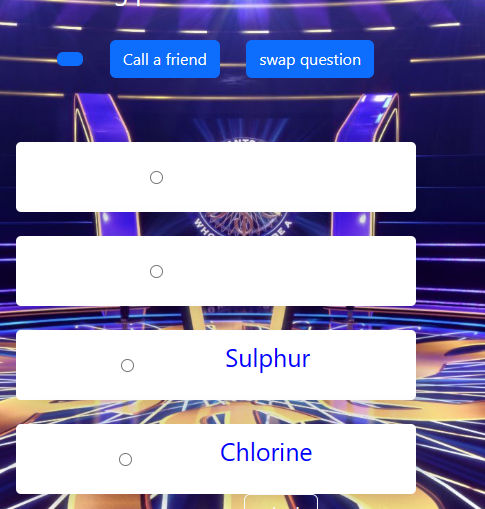 Call a friend
swap question
Sulphur
Chlorine